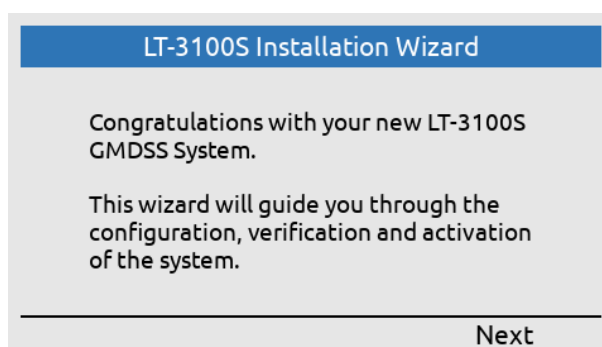 LT-3100S Installation Wizard
Congratulations with your new LT-3100S
GMDSS System.
This wizard will guide you through the
configuration, verification and activation
of the system.
Next